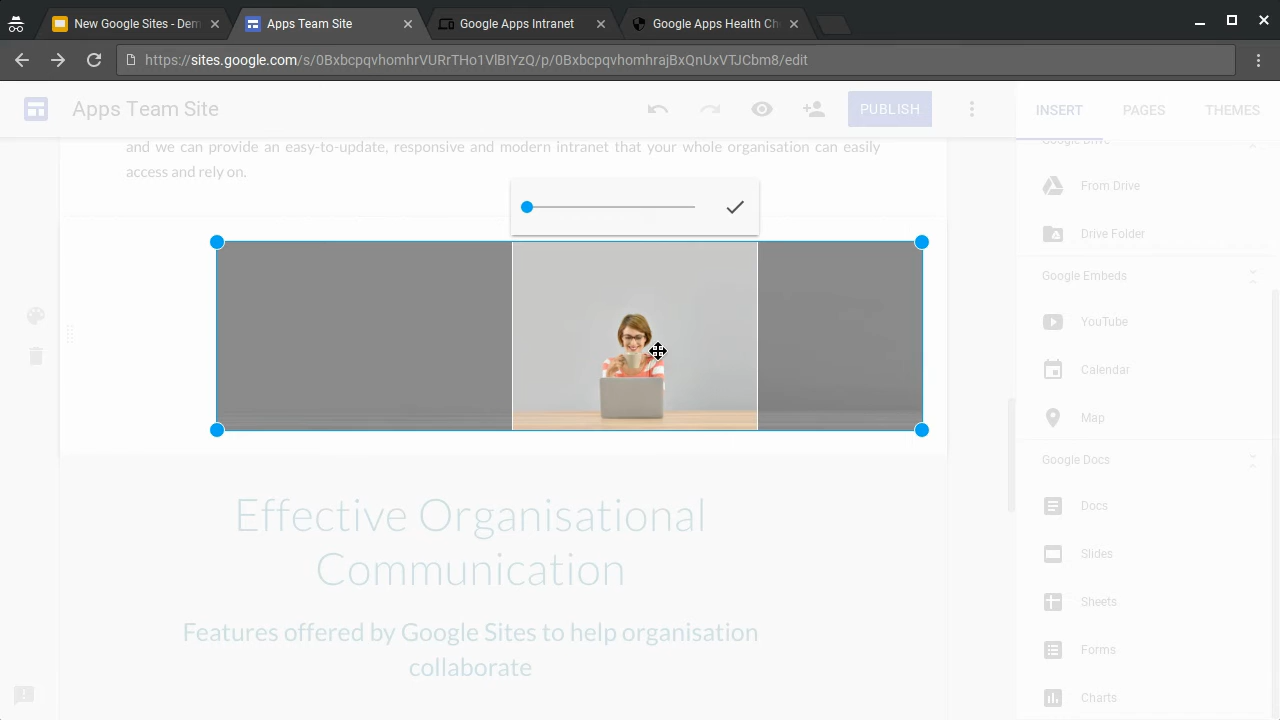 New Google Sites - Dem
Apps Team Site
Google Apps Intranet
Google Apps Health Ch
https://sites.google.com/s/0BxbcpqvhomhrVURrTHo1VlBIYzQ/p/0BxbcpqvhomhrajBxQnUxVTJCbm8/edit
Apps Team Site
PUBLISH
INSERT
PAGES
THEMES
and we can provide an easy-to-update, responsive and modern intranet that your whole organisation can easily
access and rely on.
Google Drive
From Drive
Drive Folder
Google Embeds
YouTube
Calendar
Map
Google Docs
Docs
Slides
Sheets
Forms
Charts
Effective Organisational
Communication
Features offered by Google Sites to help organisation
collaborate